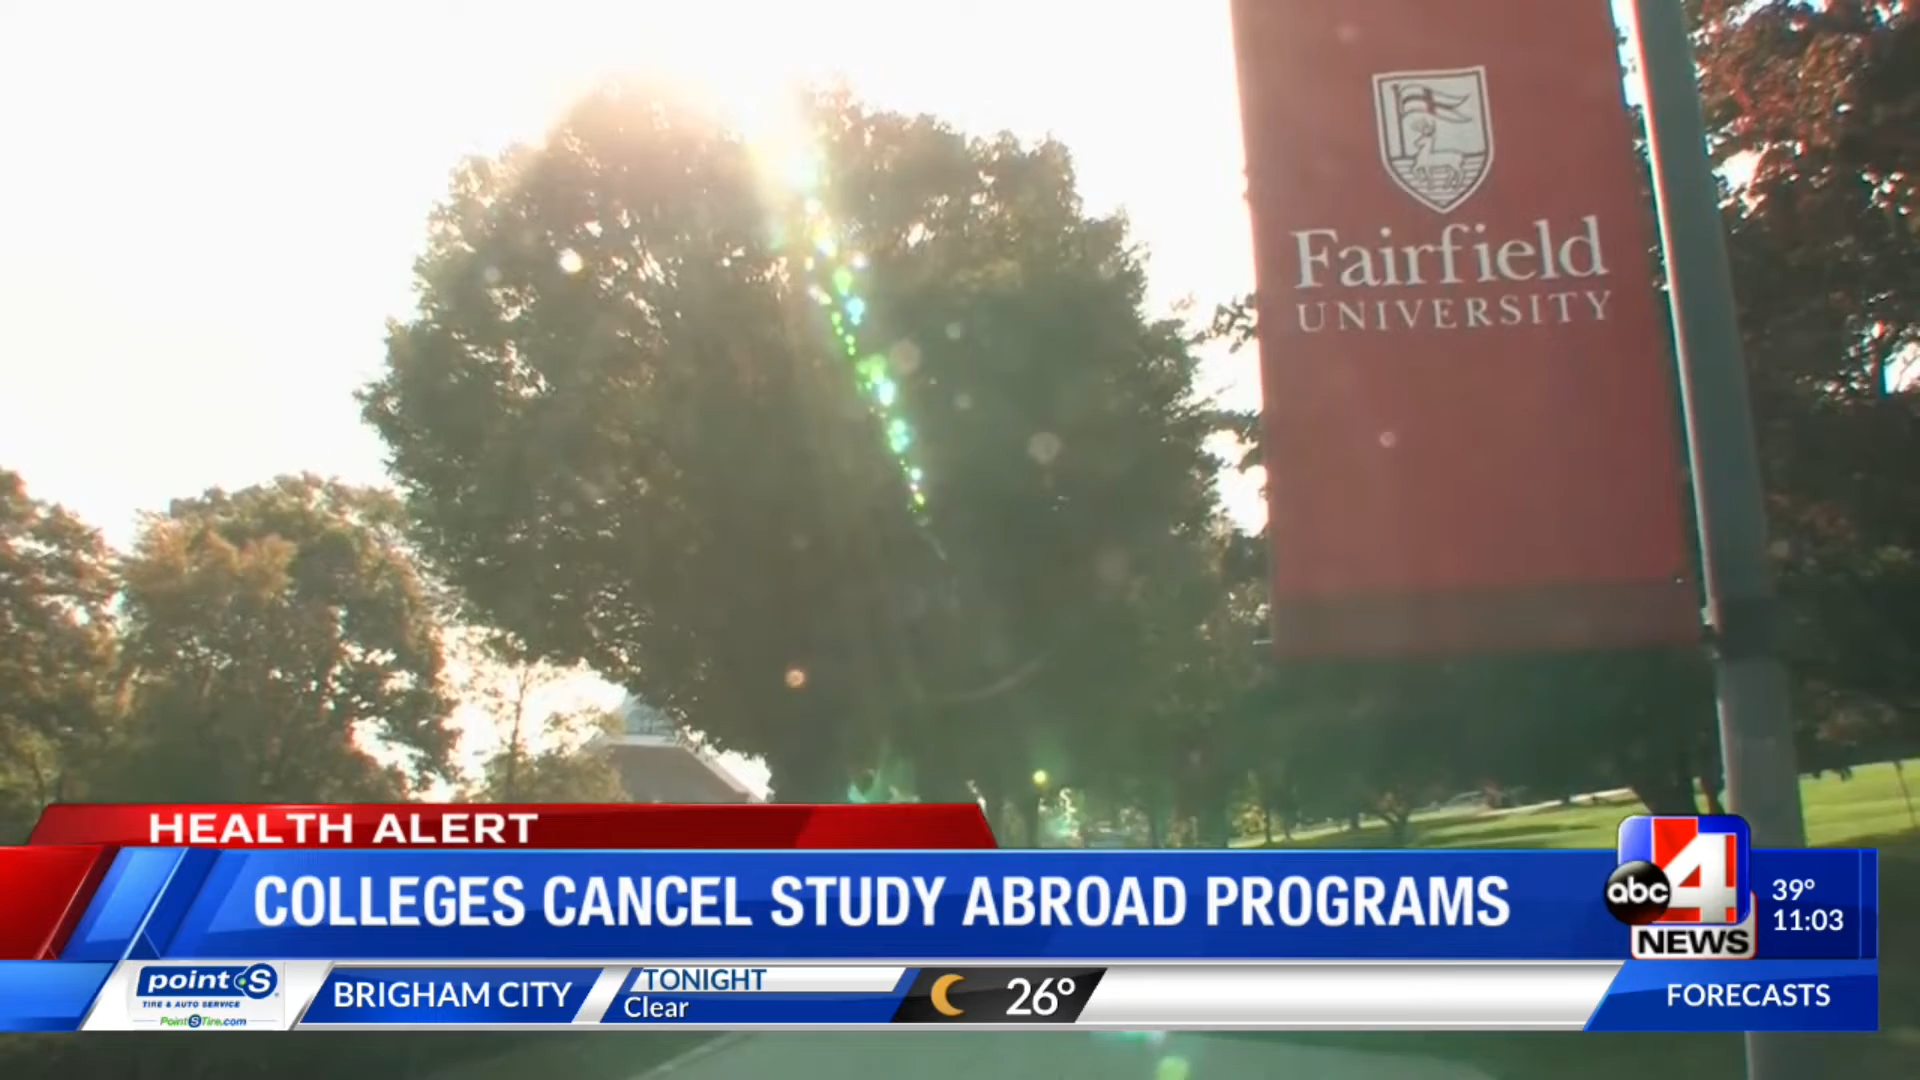 Fairfield
UNIVERSITY
HEALTH ALERT
COLLEGES CANCEL STUDY ABROAD PROGRAMS
abc 4
NEWS
39°
11:03
point S
TIRE & AUTO SERVICE
PointSTire.com
BRIGHAM CITY
TONIGHT
Clear
26°
FORECASTS